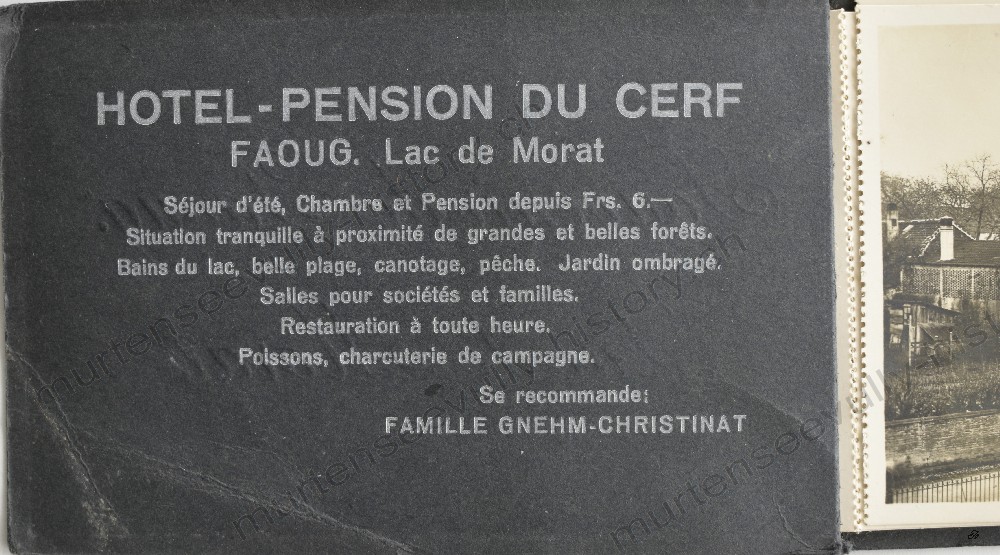 HOTEL-PENSION DU CERF
FAOUG. Lac de Morat
Séjour d'été, Chambre et Pension depuis Frs. 6.—
Situation tranquille à proximité de grandes et belles forêts.
Bains du lac, belle plage, canotage, pêche. Jardin ombragé.
Salles pour sociétés et familles.
Restauration à toute heure.
Poissons, charcuterie de campagne.
Se recommande:
FAMILLE GNEHM-CHRISTINAT